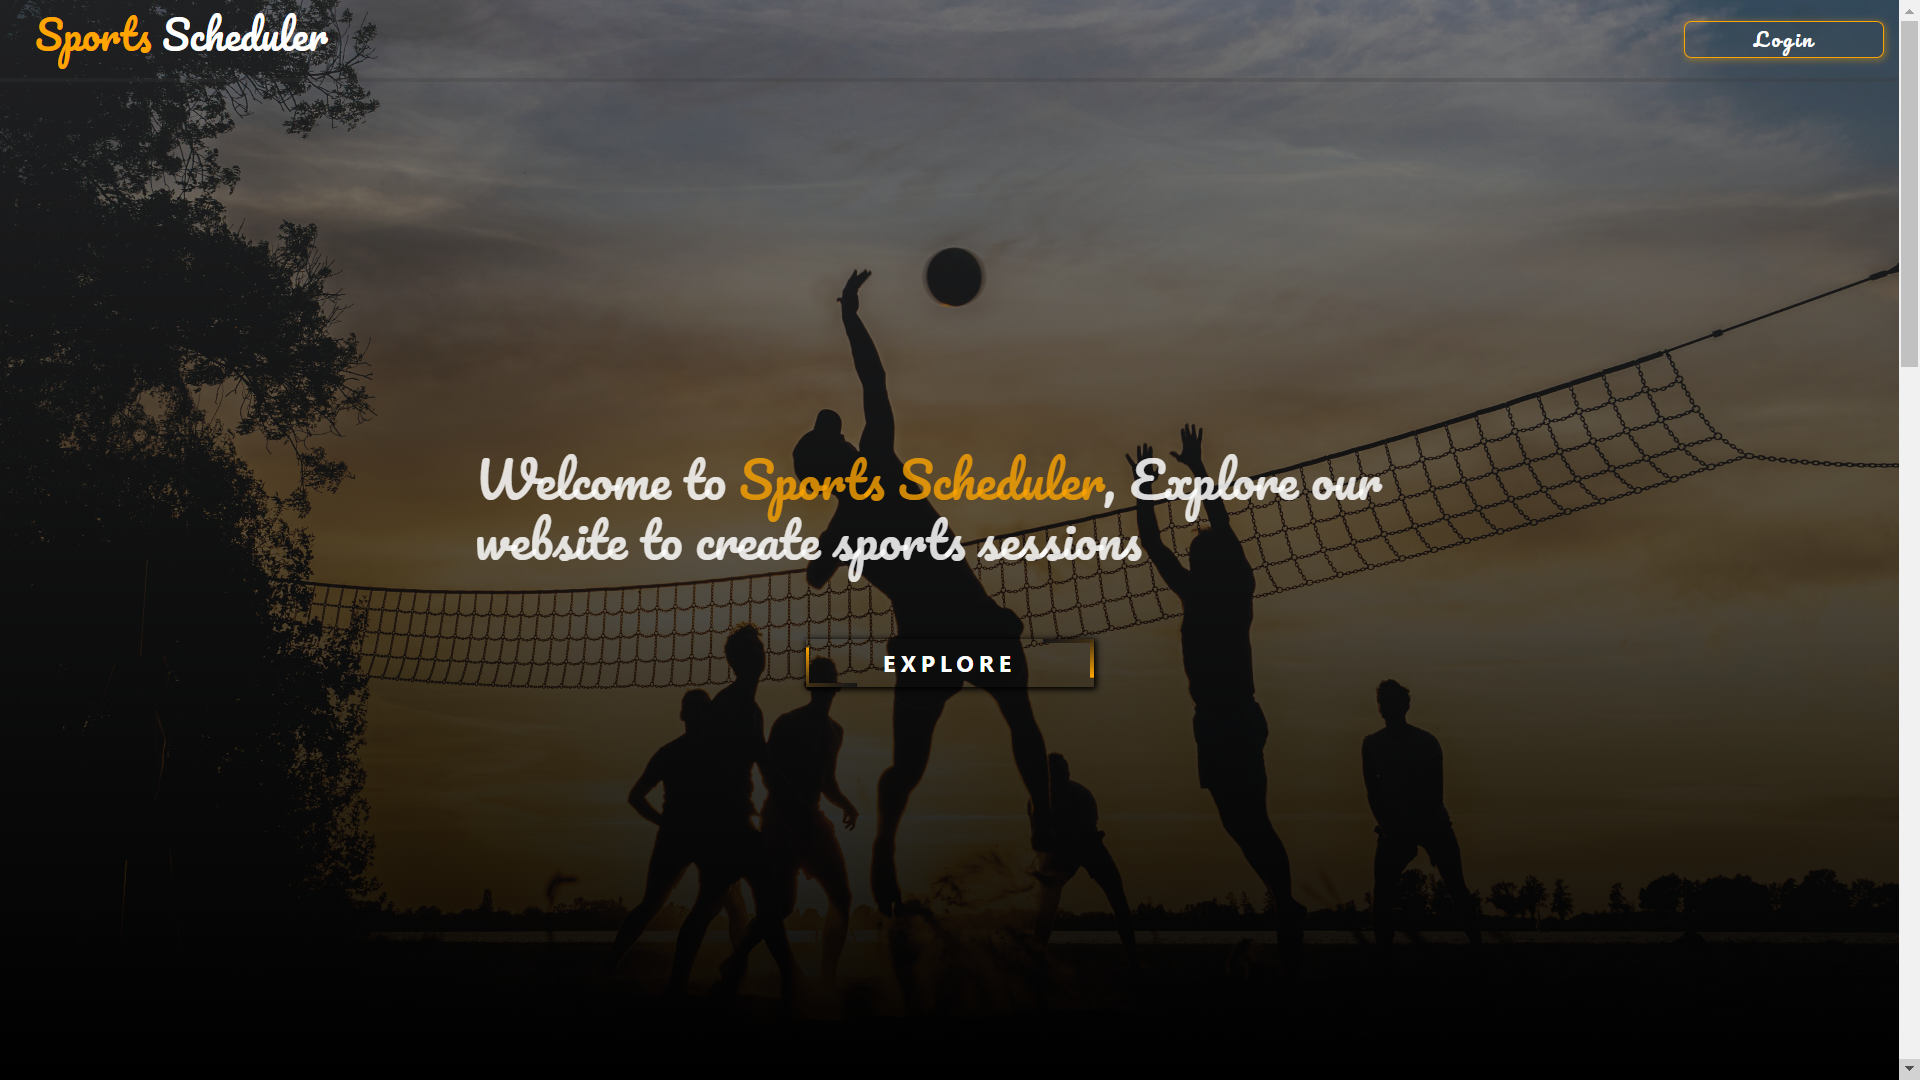 Sports Scheduler
Login
Welcome to Sports Scheduler, Explore our
website to create sports sessions
EXPLORE